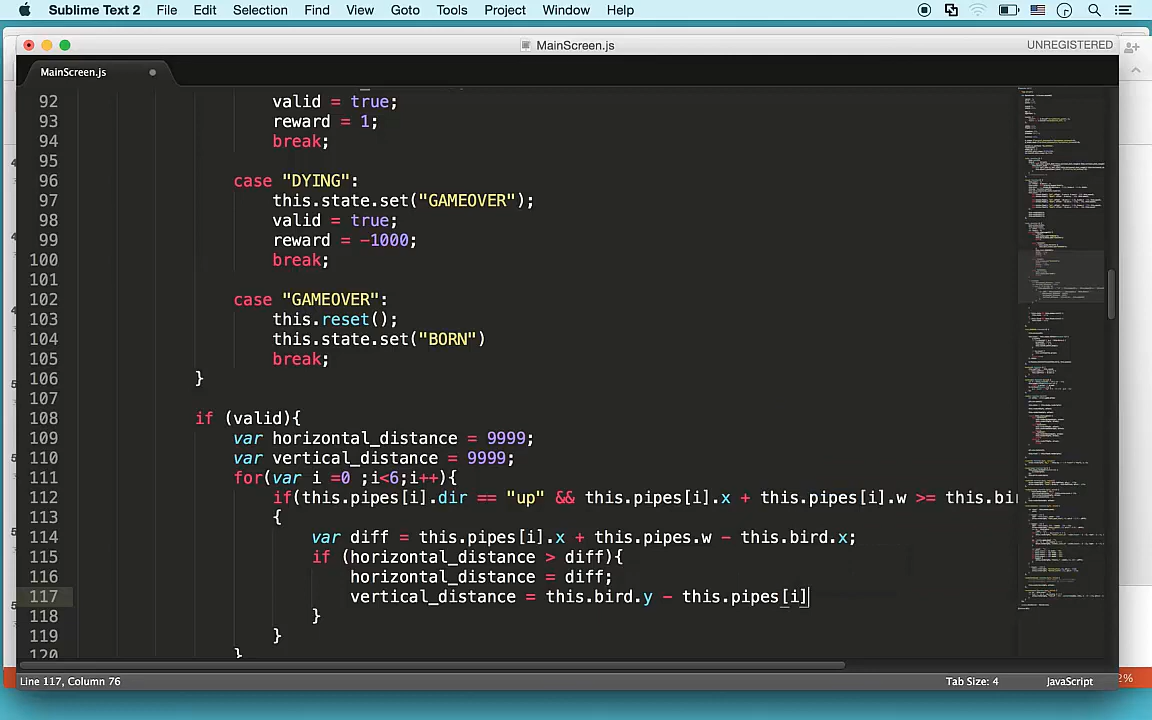 Sublime Text 2 File Edit Selection Find View Goto Tools Project Window Help
MainScreen.js
UNREGISTERED
MainScreen.js
92 valid = true;
93 reward = 1;
94 break;
95
96 case "DYING":
97 this.state.set("GAMEOVER");
98 valid = true;
99 reward = -1000;
100 break;
101
102 case "GAMEOVER":
103 this.reset();
104 this.state.set("BORN")
105 break;
106 }
107
108 if (valid){
109 var horizontal_distance = 9999;
110 var vertical_distance = 9999;
111 for(var i =0 ;i<6;i++){
112 if(this.pipes[i].dir == "up" && this.pipes[i].x + this.pipes[i].w >= this.bir
113 {
114 var diff = this.pipes[i].x + this.pipes.w - this.bird.x;
115 if (horizontal_distance > diff){
116 horizontal_distance = diff;
117 vertical_distance = this.bird.y - this.pipes[i]
118 }
119 }
120 }
Line 117, Column 76
Tab Size: 4
JavaScript
2%